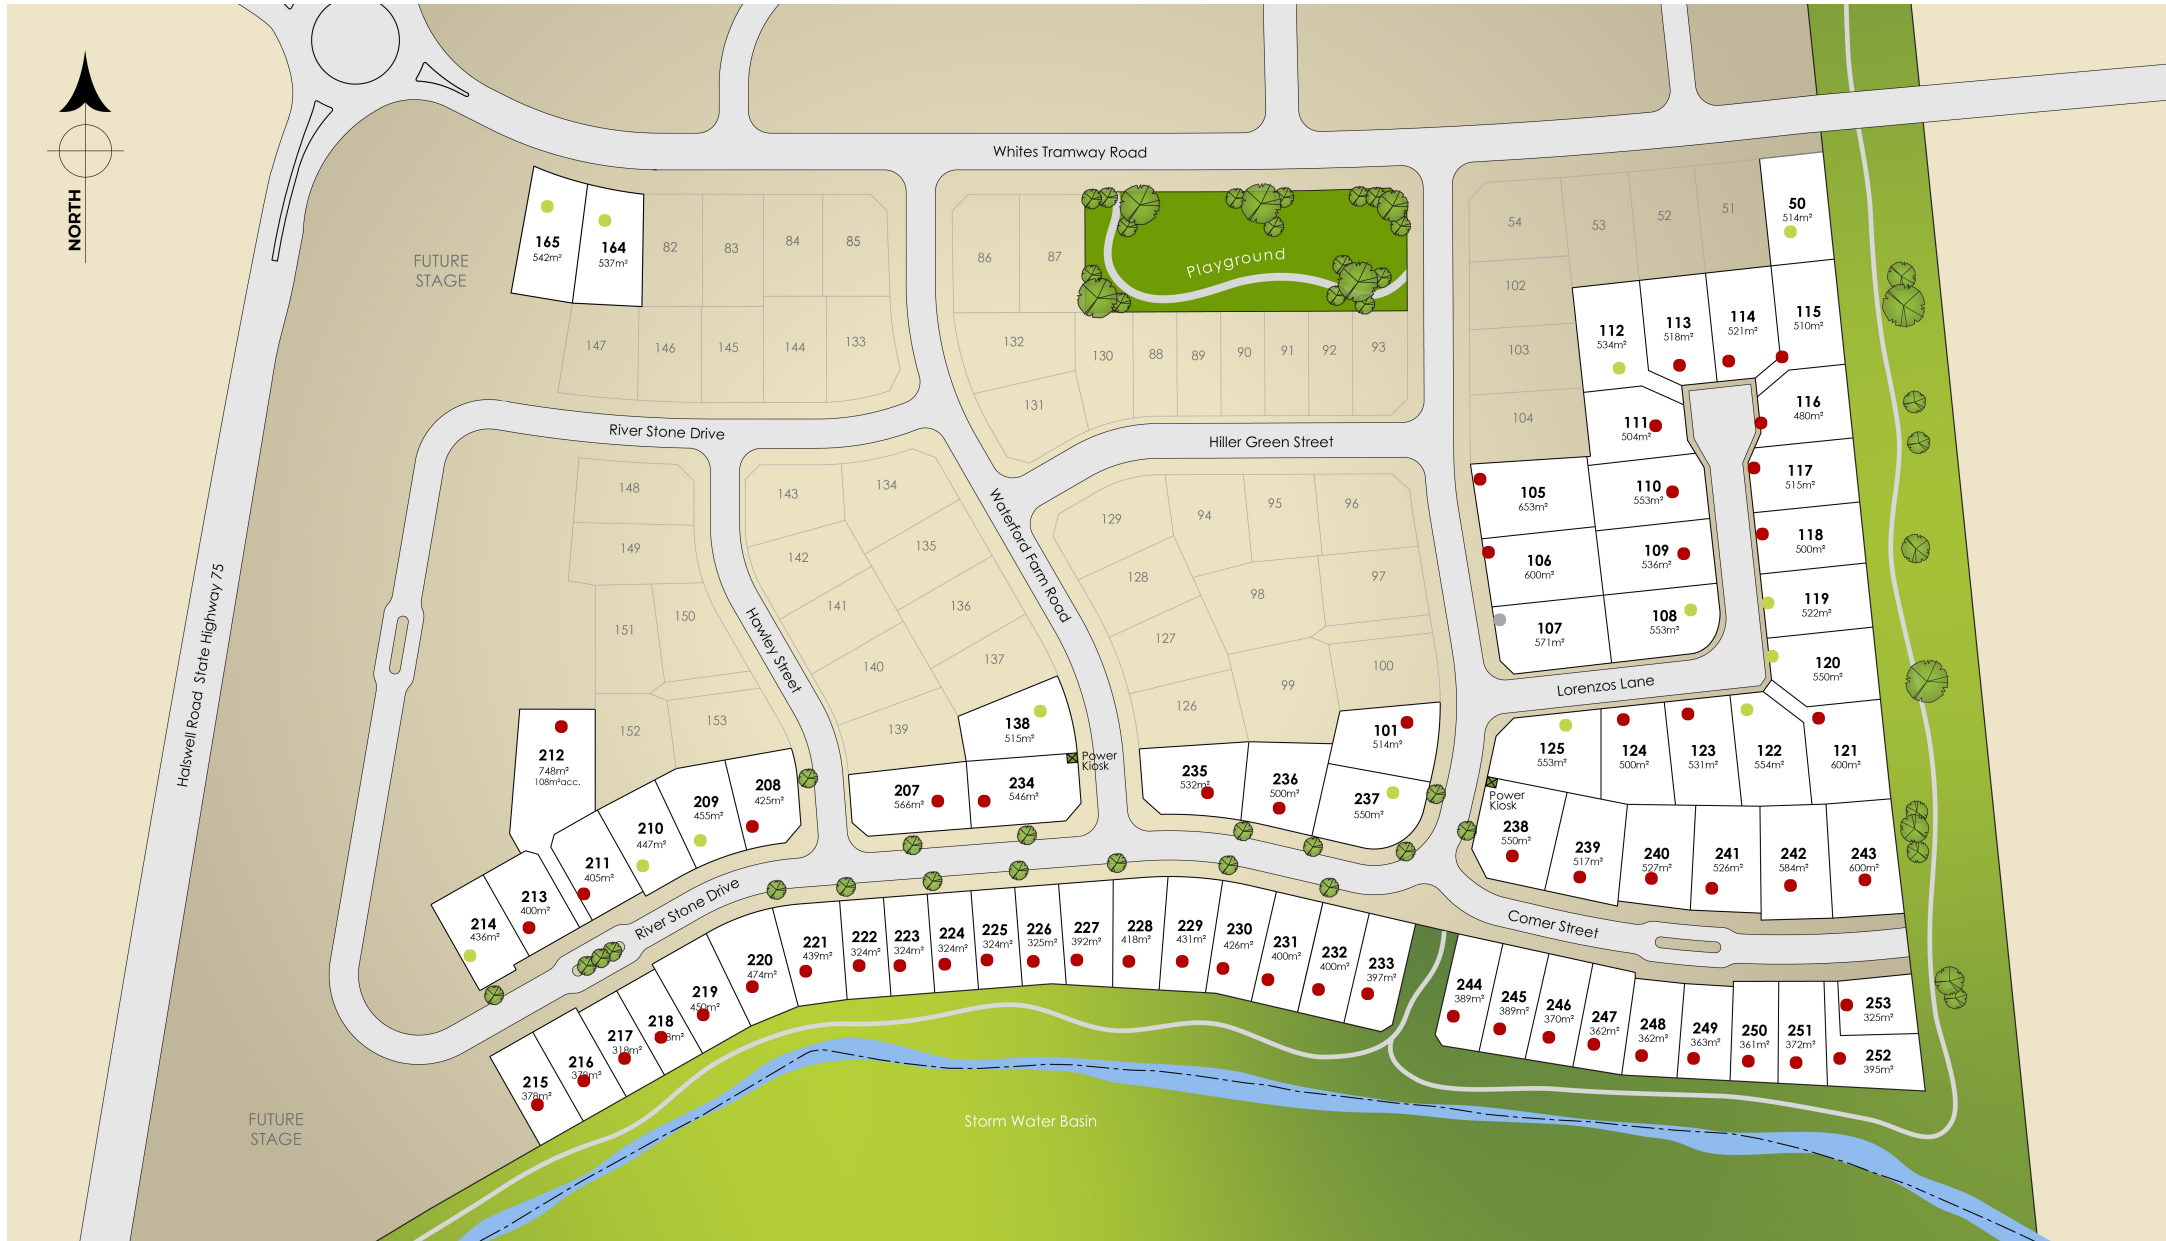 NORTH
Halswell Road State Highway 75
Whites Tramway Road
FUTURE
STAGE
165
542m²
164
537m²
82
83
84
85
147
146
145
144
133
86
87
Playground
132
131
130
88
89
90
91
92
93
54
53
52
51
50
514m²
102
103
104
112
534m²
113
518m²
114
521m²
115
510m²
116
480m²
111
504m²
117
515m²
105
653m²
110
553m²
118
500m²
106
600m²
109
536m²
119
522m²
107
571m²
108
553m²
120
550m²
Lorenzos Lane
River Stone Drive
Hiller Green Street
Waterford Farm Road
Hawley Street
148
149
150
151
152
153
143
134
142
135
141
136
140
137
139
138
515m²
Power
Kiosk
129
94
95
96
128
98
97
127
99
100
126
101
514m²
125
553m²
124
500m²
123
531m²
122
554m²
121
600m²
Power
Kiosk
212
748m²
108m²acc.
208
425m²
209
455m²
210
447m²
211
405m²
213
400m²
214
436m²
207
566m²
234
546m²
235
532m²
236
500m²
237
550m²
238
550m²
239
517m²
240
527m²
241
526m²
242
584m²
243
600m²
River Stone Drive
Comer Street
215
378m²
216
217
218
219
450m²
220
474m²
221
439m²
222
324m²
223
324m²
224
324m²
225
324m²
226
325m²
227
392m²
228
418m²
229
431m²
230
426m²
231
400m²
232
400m²
233
397m²
244
389m²
245
389m²
246
370m²
247
362m²
248
362m²
249
363m²
250
361m²
251
372m²
253
325m²
252
395m²
Storm Water Basin
FUTURE
STAGE